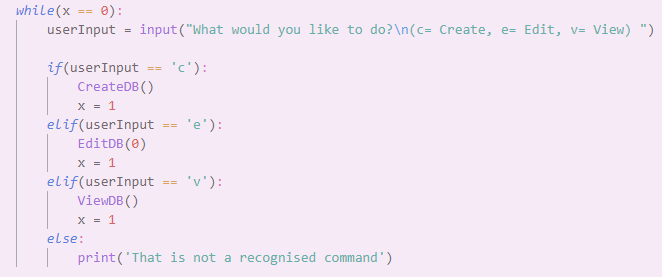 while(x == 0):
    userInput = input("What would you like to do?\n(c= Create, e= Edit, v= View) ")

    if(userInput == 'c'):
        CreateDB()
        x = 1
    elif(userInput == 'e'):
        EditDB(0)
        x = 1
    elif(userInput == 'v'):
        ViewDB()
        x = 1
    else:
        print('That is not a recognised command')